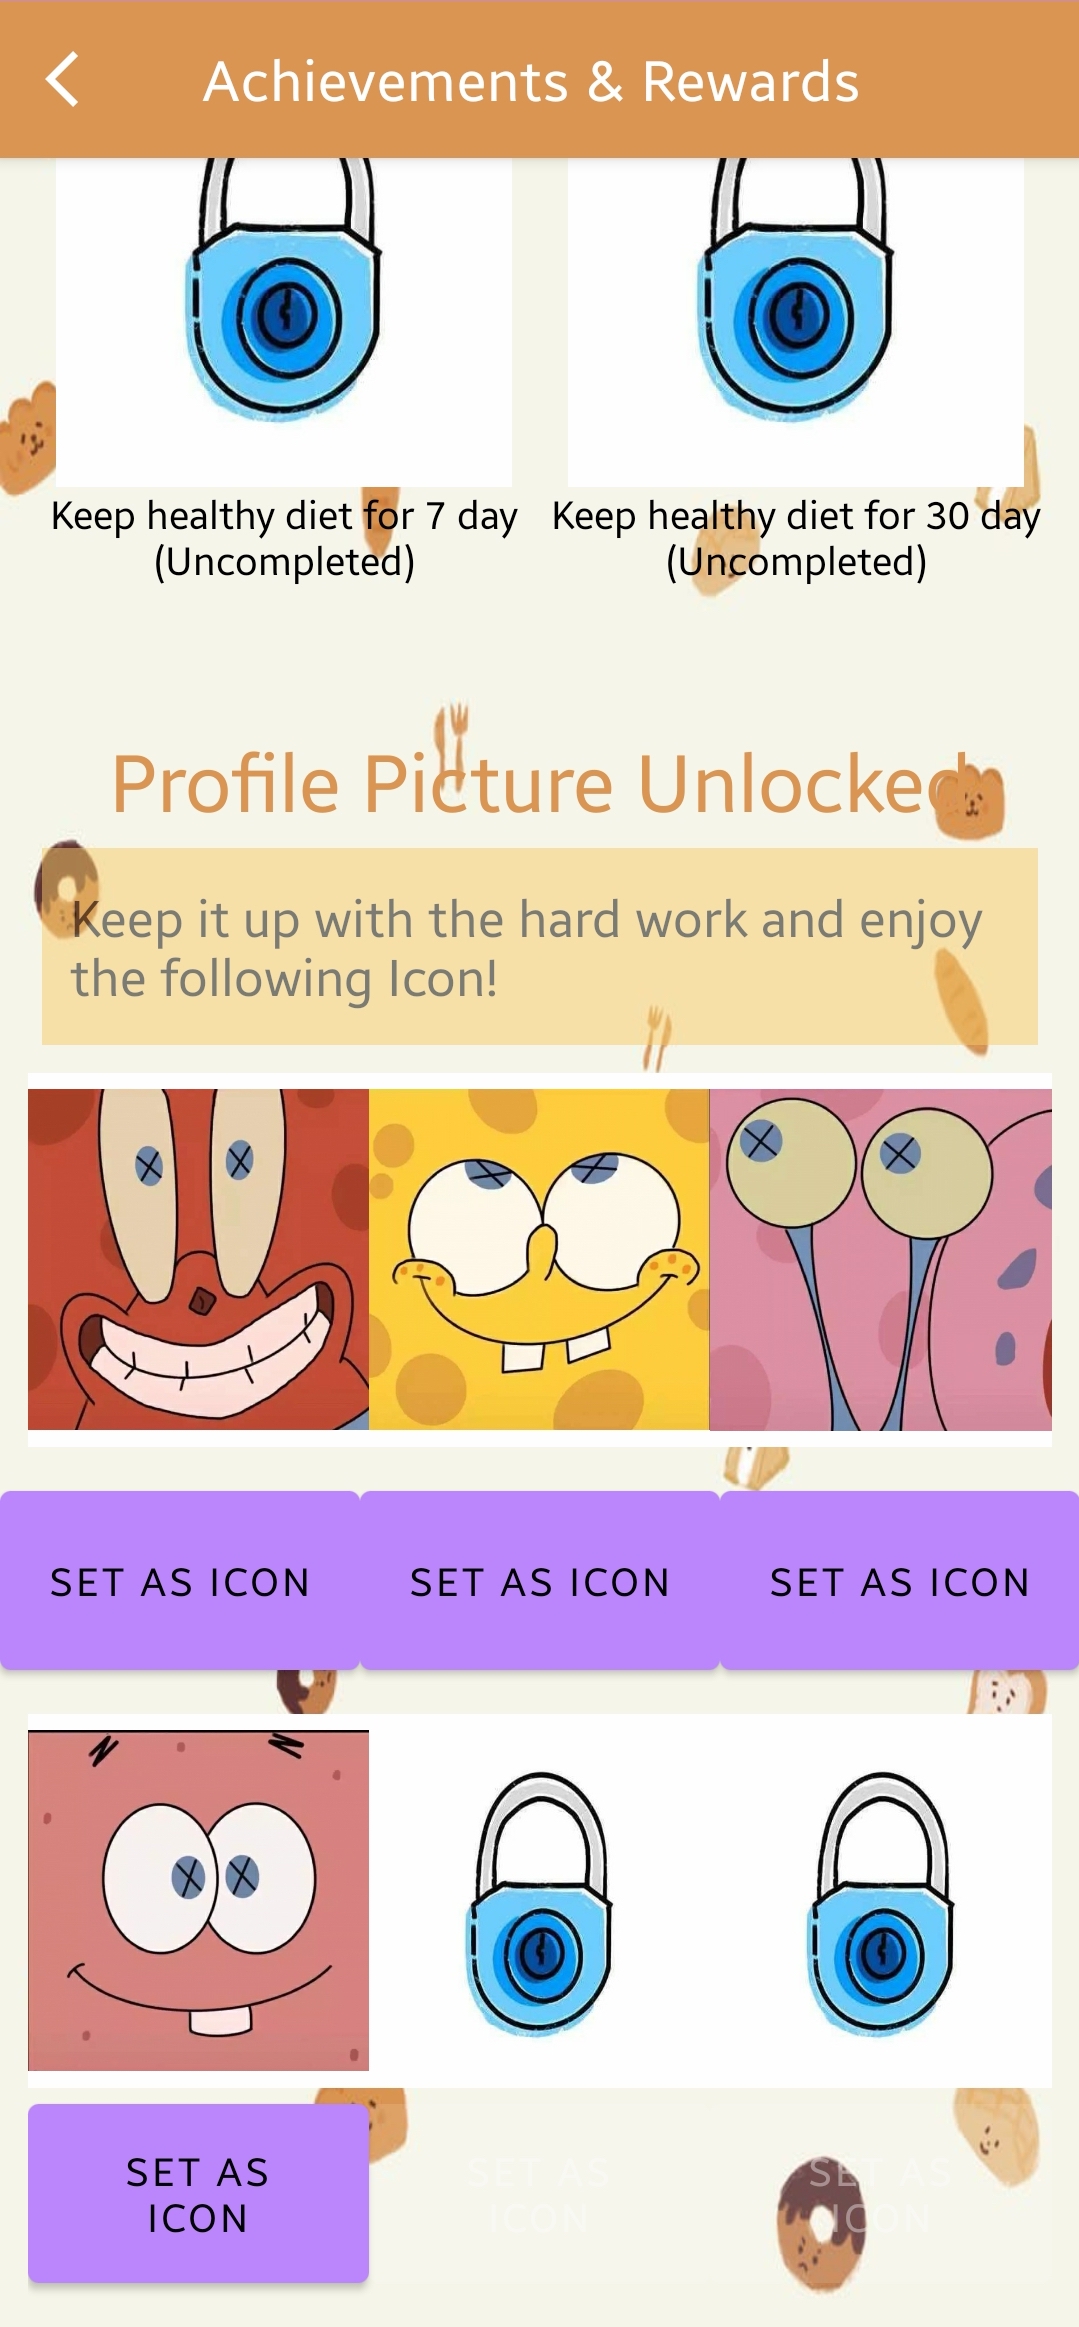 Achievements & Rewards
Keep healthy diet for 7 day
(Uncompleted)
Keep healthy diet for 30 day
(Uncompleted)
Profile Picture Unlocked
Keep it up with the hard work and enjoy
the following Icon!
SET AS ICON
SET AS ICON
SET AS ICON
SET AS
ICON
SET AS
ICON
SET AS
ICON